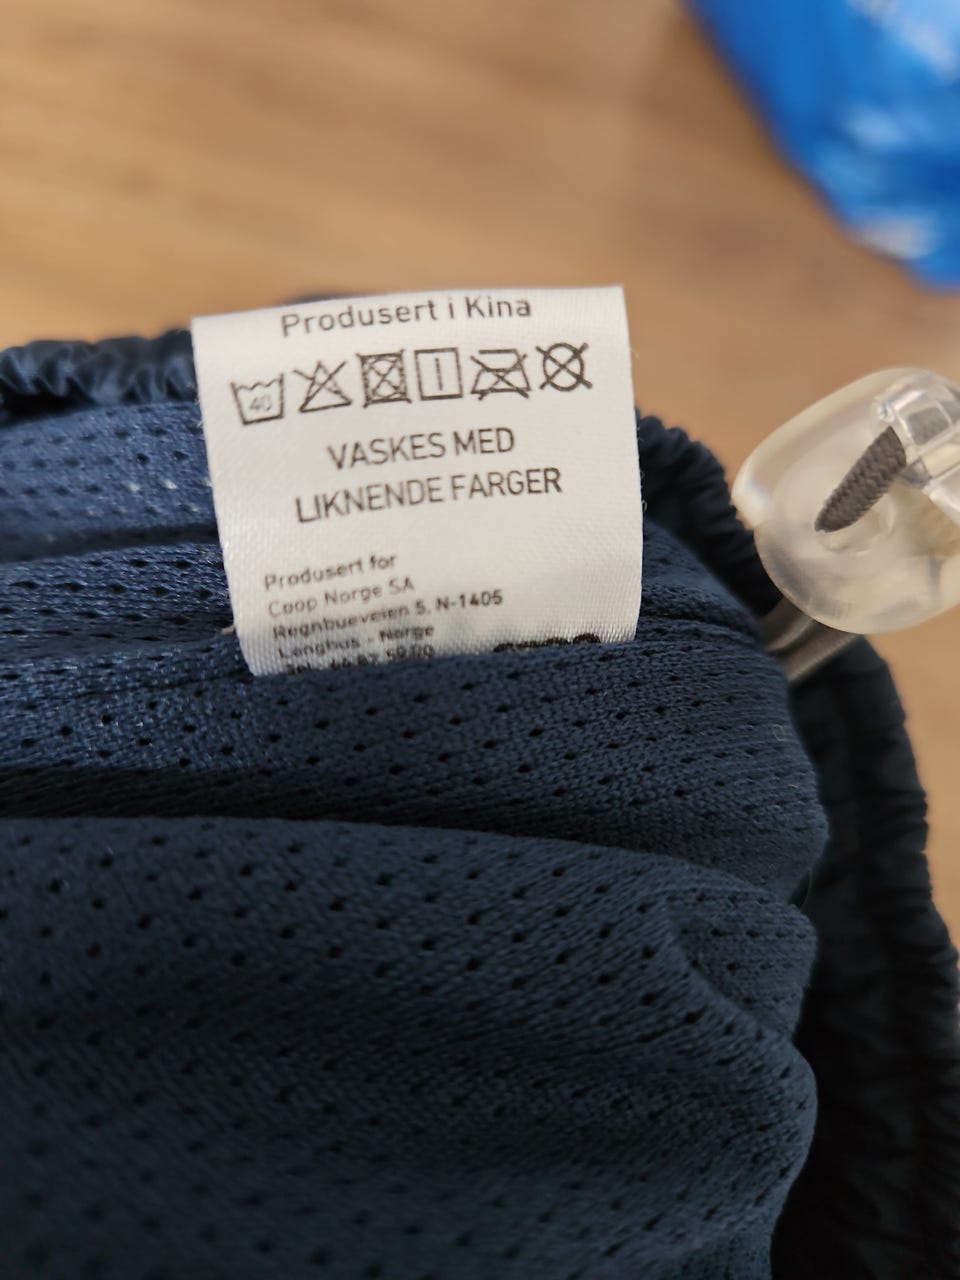 Produsert i Kina
40
VASKES MED
LIKNENDE FARGER
Produsert for
Coop Norge SA
Regnbueveien 5, N-1405
Langhus - Norge